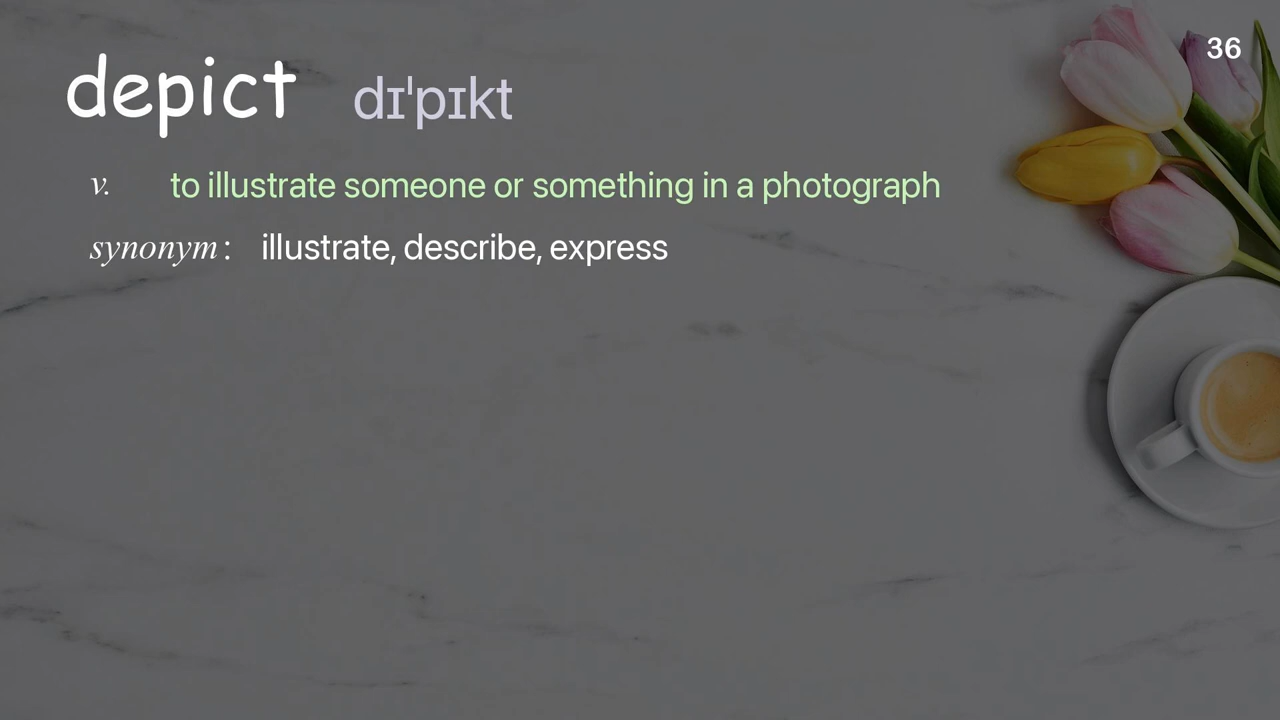 36
depict dɪˈpɪkt
v. to illustrate someone or something in a photograph
synonym: illustrate, describe, express